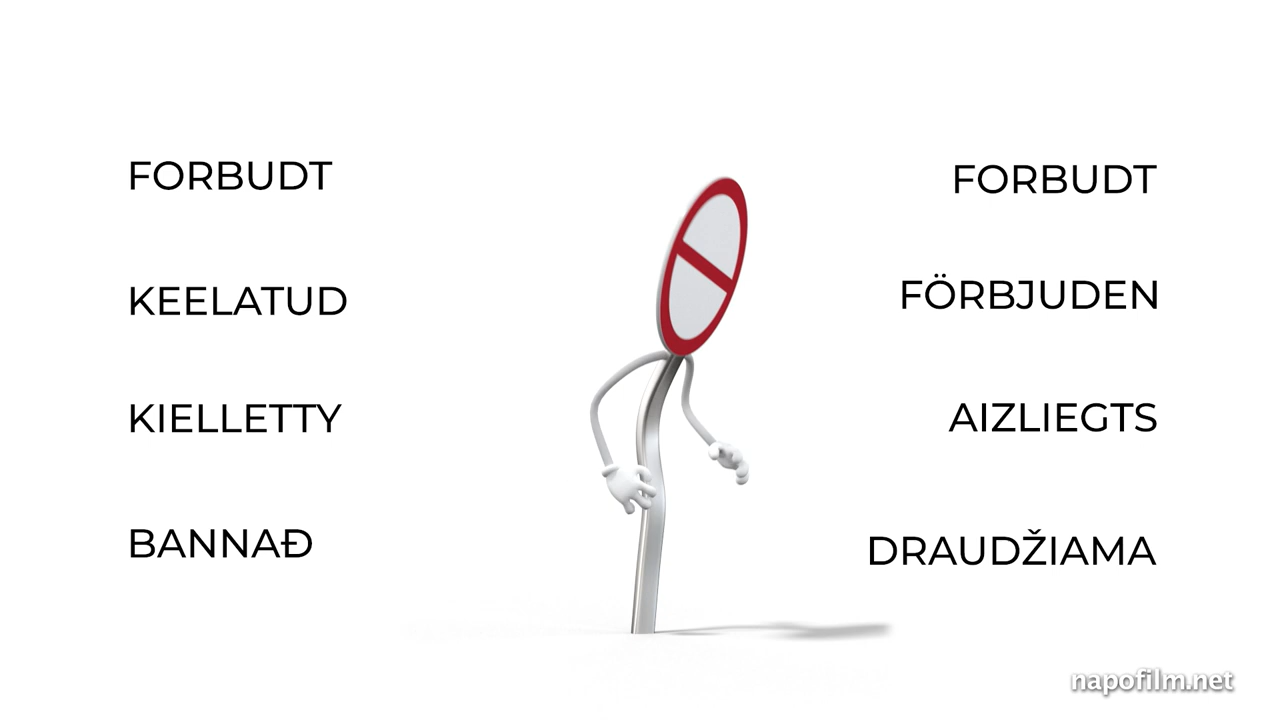 FORBUDT
KEELATUD
KIELLETTY
BANNAÐ
FORBUDT
FÖRBJUDEN
AIZLIEGTS
DRAUDŽIAMA
napofilm.net